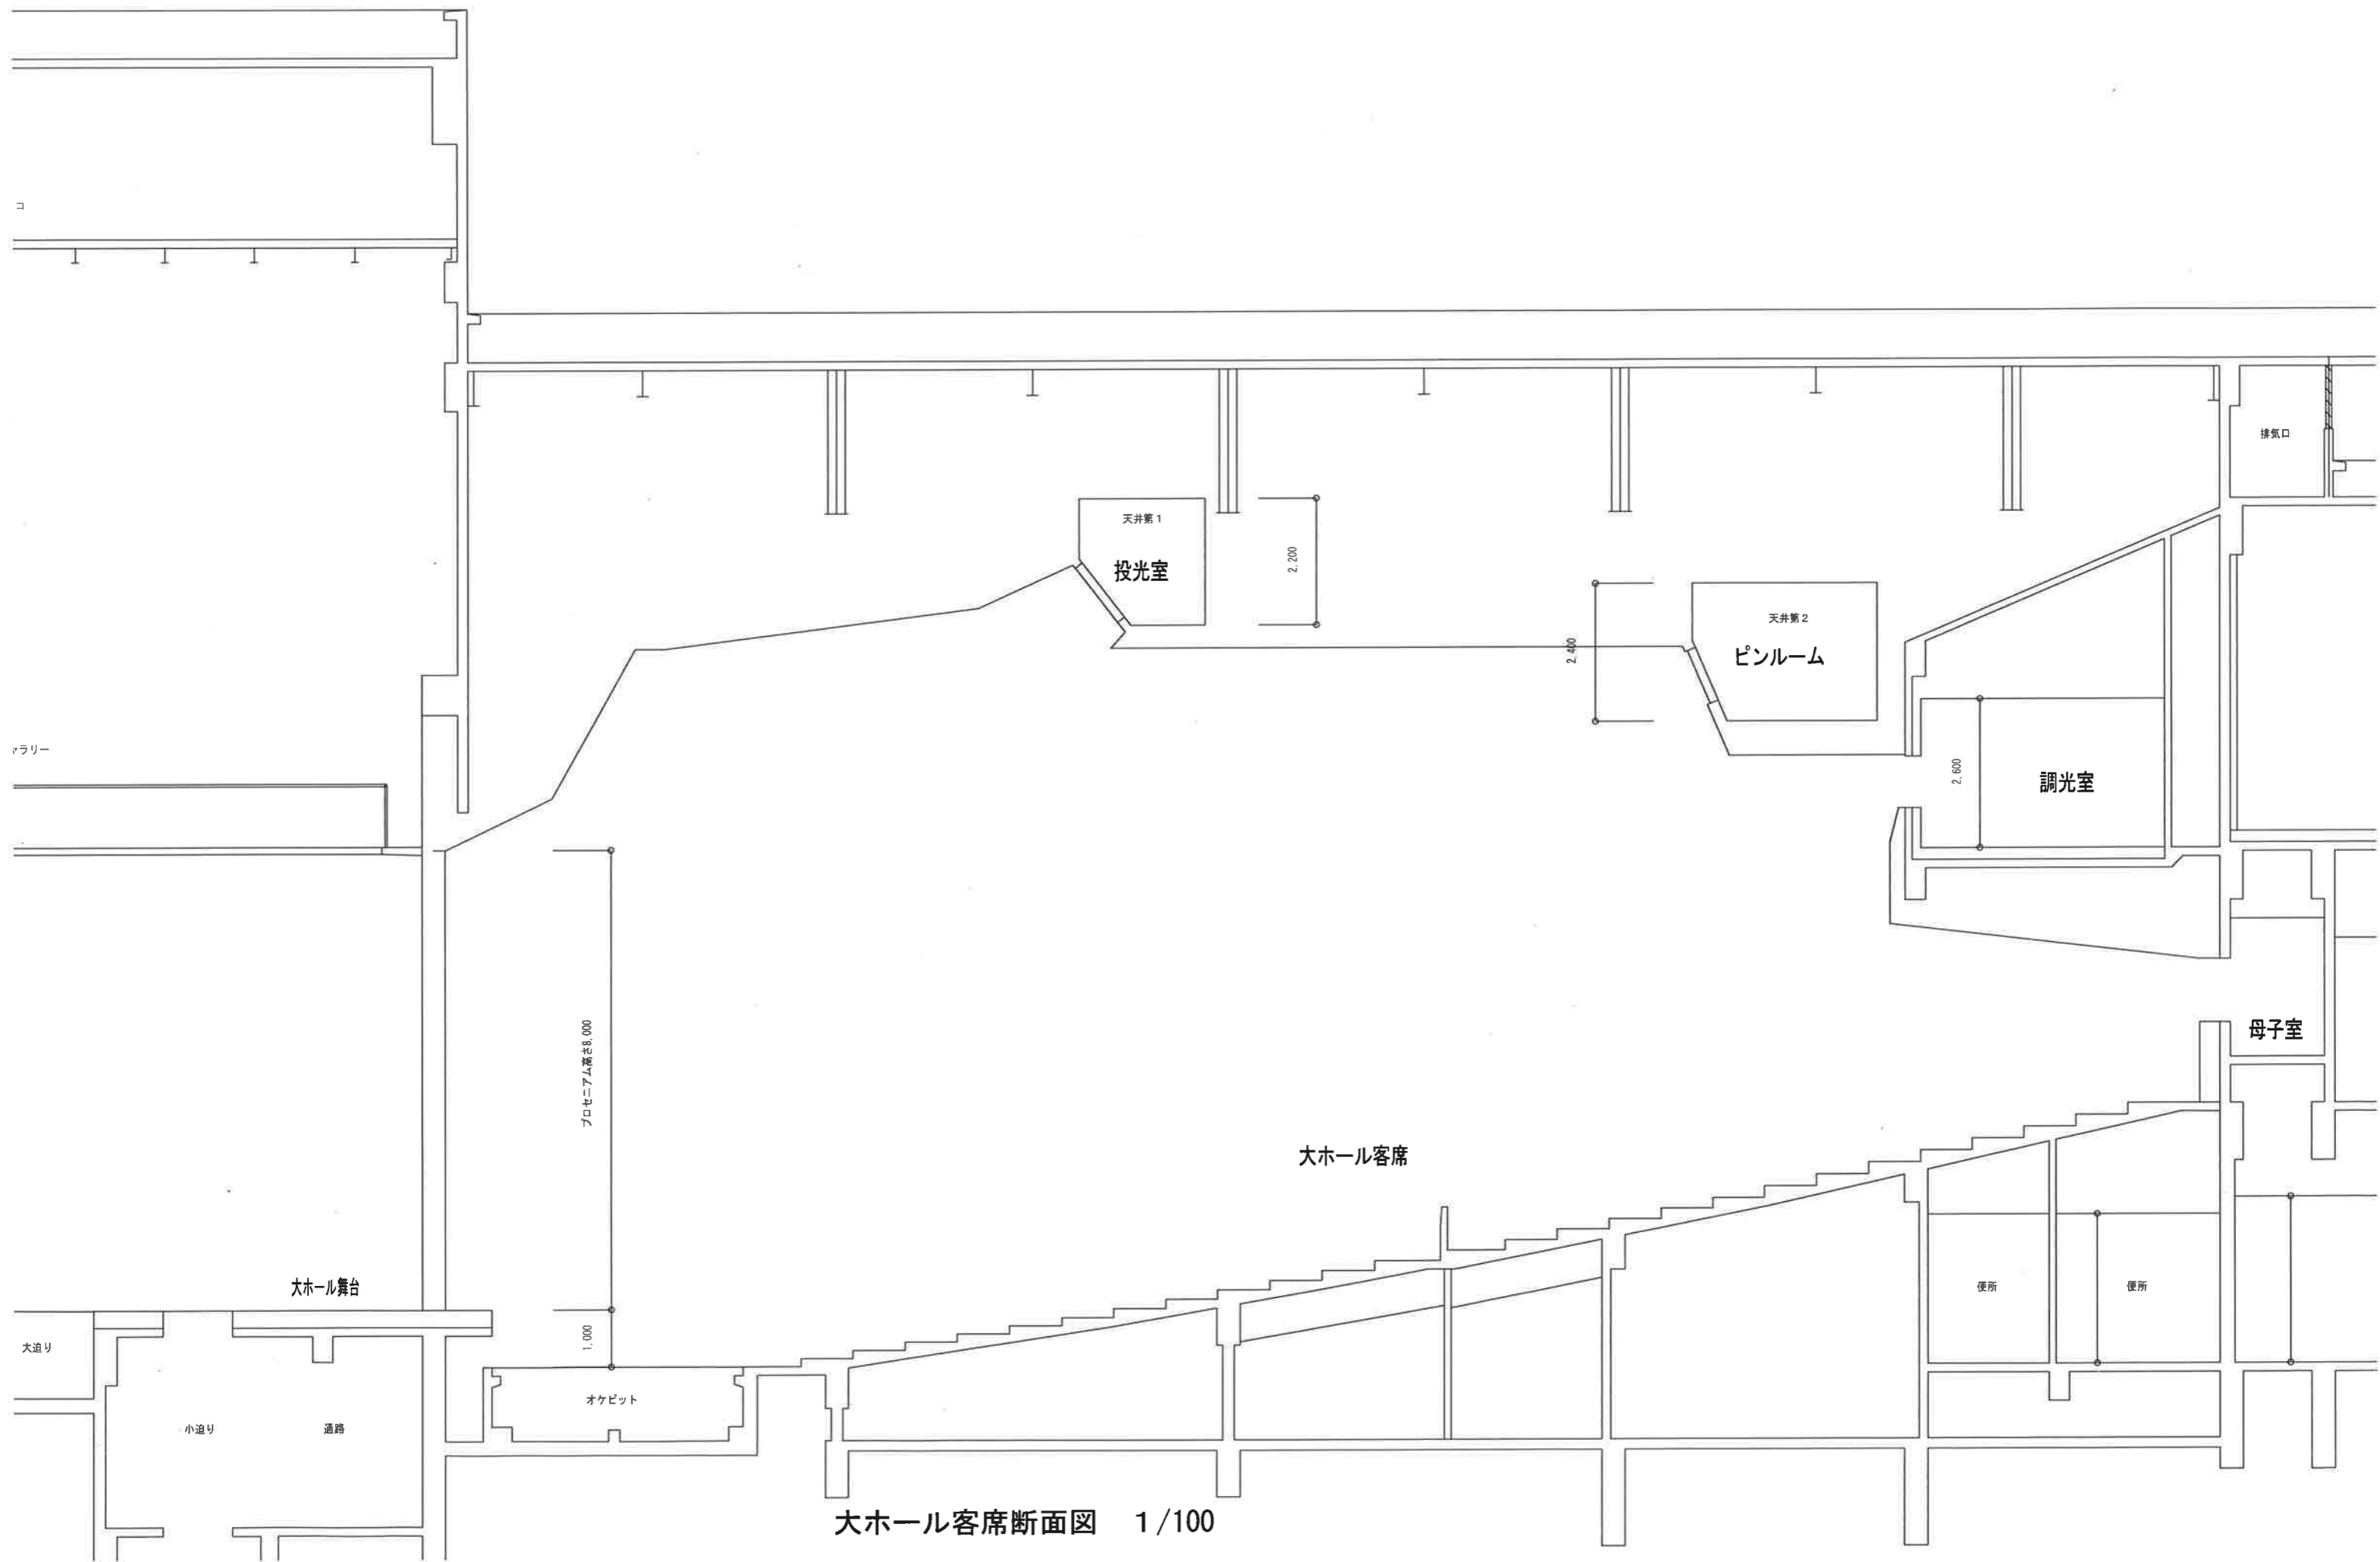 コ
排気口
天井第1
投光室
2,200
天井第2
ピンルーム
2,400
ャラリー
2,600
調光室
プロセニアム高さ8,000
母子室
大ホール客席
大ホール舞台
便所
便所
1,000
大迫り
オケピット
小迫り
通路
大ホール客席断面図 1/100